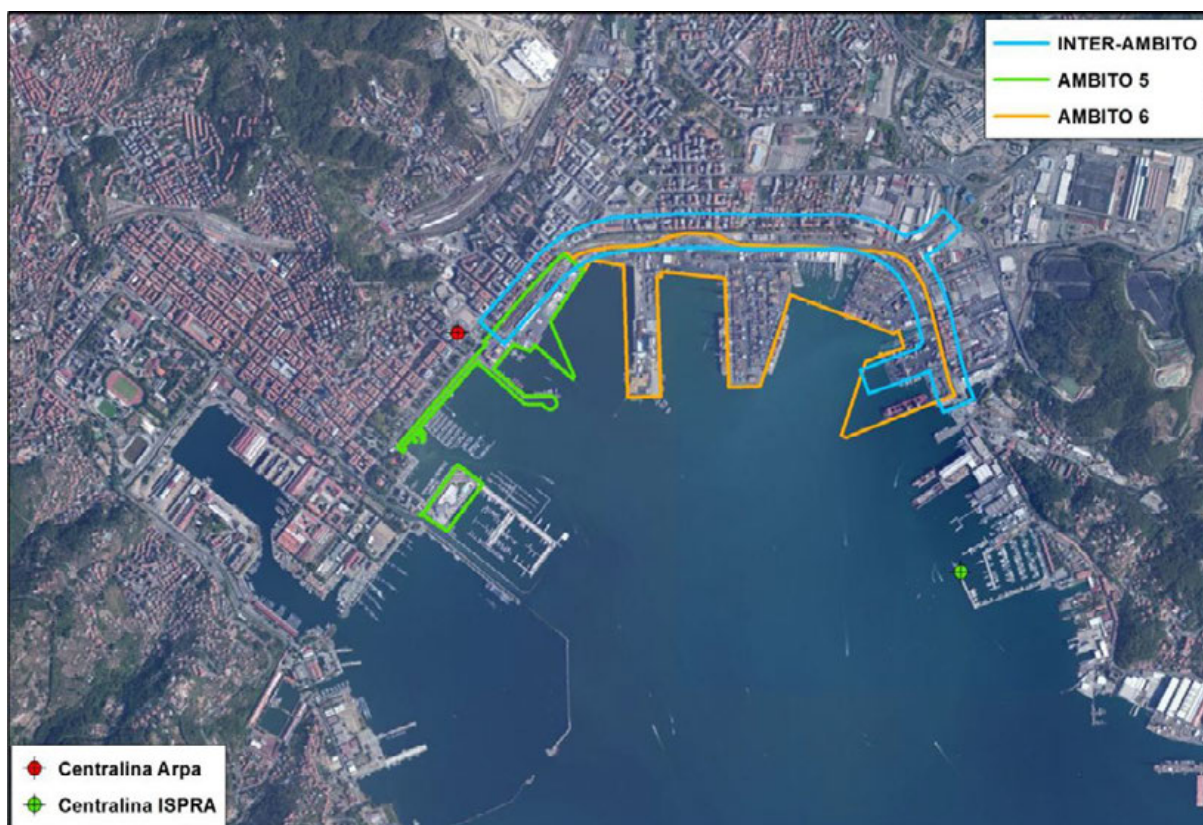 INTER-AMBITO
AMBITO 5
AMBITO 6
Centralina Arpa
Centralina ISPRA